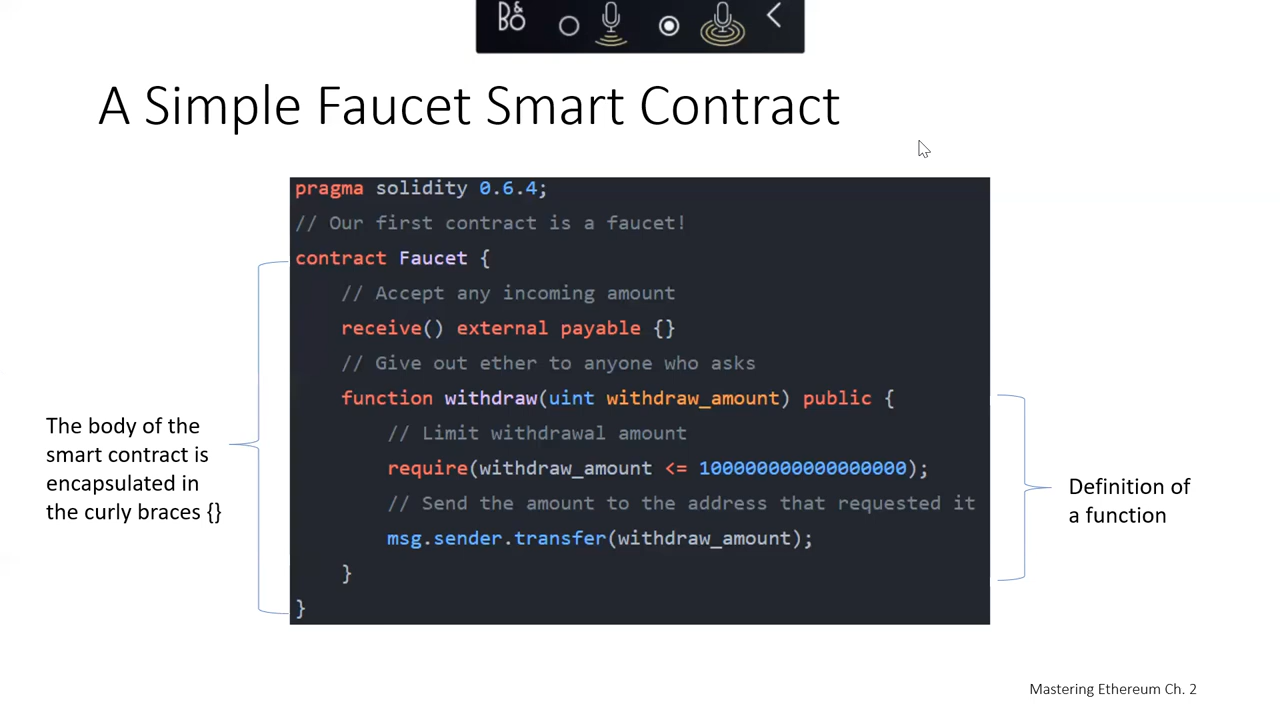 B&O
A Simple Faucet Smart Contract
pragma solidity 0.6.4;
// Our first contract is a faucet!
contract Faucet {
// Accept any incoming amount
receive() external payable {}
// Give out ether to anyone who asks
function withdraw(uint withdraw_amount) public {
// Limit withdrawal amount
require(withdraw_amount <= 100000000000000000);
// Send the amount to the address that requested it
msg.sender.transfer(withdraw_amount);
}
}
The body of the
smart contract is
encapsulated in
the curly braces {}
Definition of
a function
Mastering Ethereum Ch. 2